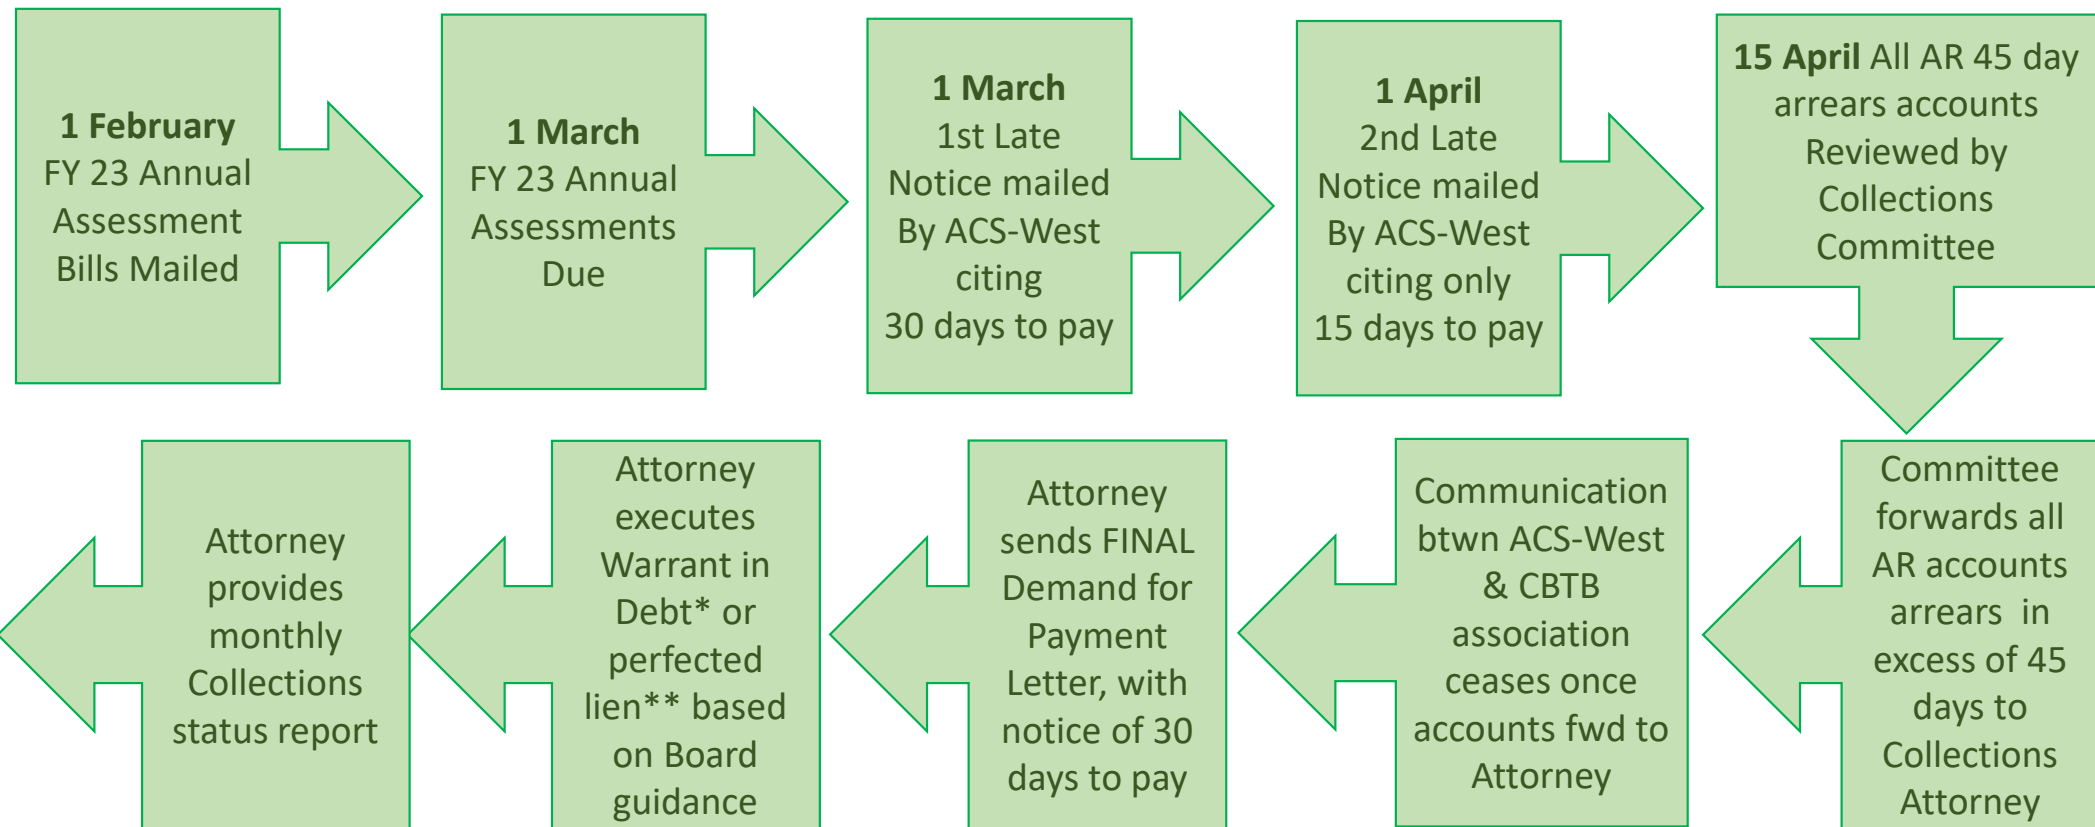 1 February
FY 23 Annual
Assessment
Bills Mailed
1 March
FY 23 Annual
Assessments
Due
1 March
1st Late
Notice mailed
By ACS-West
citing
30 days to pay
1 April
2nd Late
Notice mailed
By ACS-West
citing only
15 days to pay
15 April All AR 45 day
arrears accounts
Reviewed by
Collections
Committee
Committee
forwards all
AR accounts
arrears in
excess of 45
days to
Collections
Attorney
Communication
btwn ACS-West
& CBTB
association
ceases once
accounts fwd to
Attorney
Attorney
sends FINAL
Demand for
Payment
Letter, with
notice of 30
days to pay
Attorney
executes
Warrant in
Debt* or
perfected
lien** based
on Board
guidance
Attorney
provides
monthly
Collections
status report